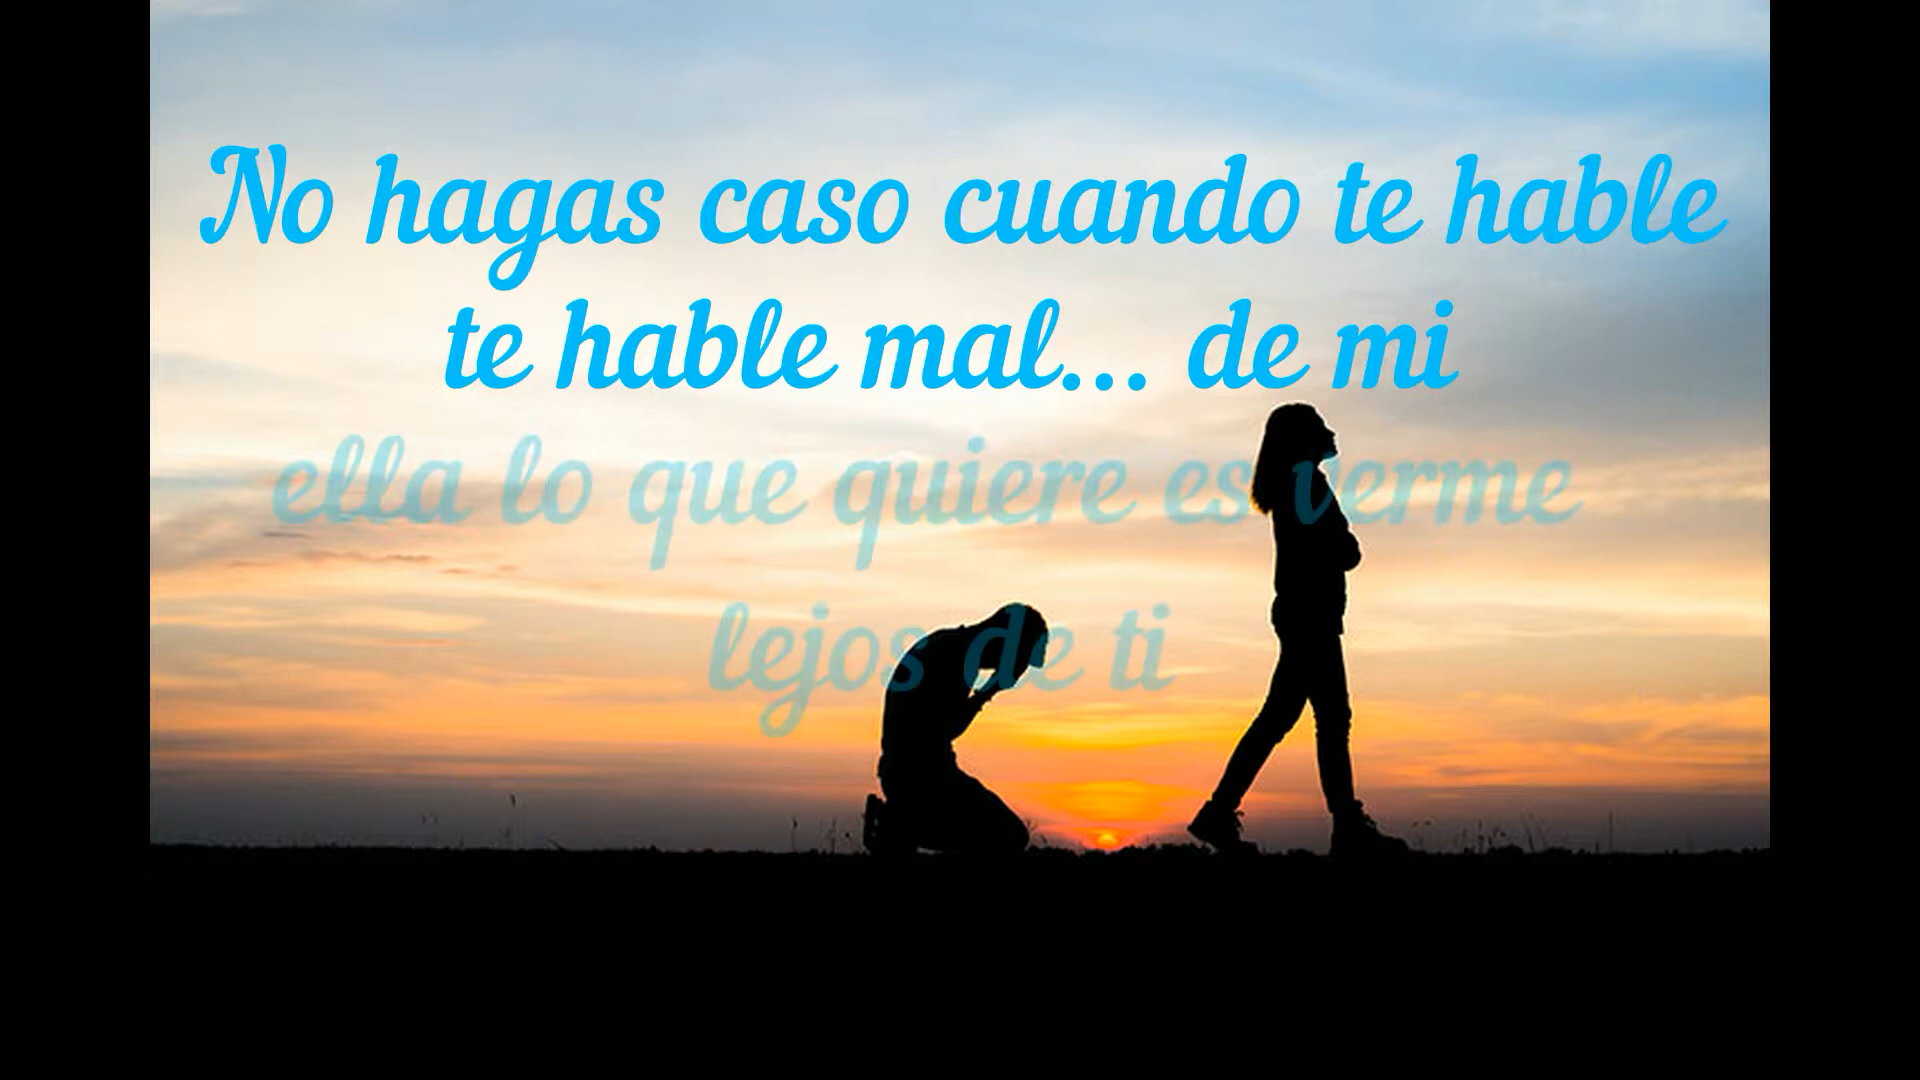 No hagas caso cuando te hable
te hable mal... de mi
ella lo que quiere es verme
lejos de ti